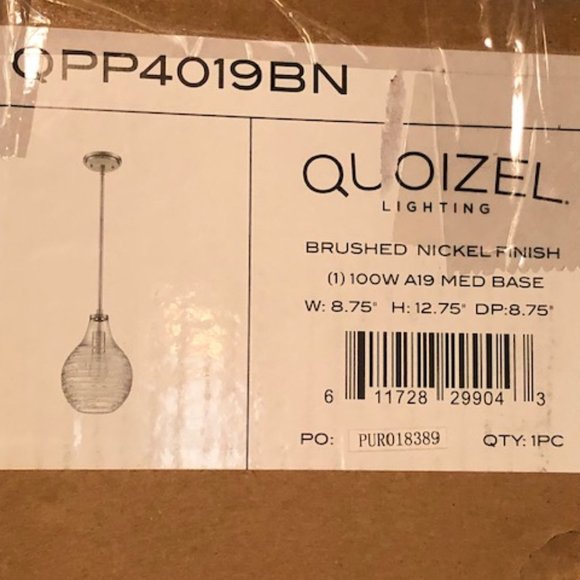 QPP4019BN
QUOIZEL.
LIGHTING
BRUSHED NICKEL FINISH
(1) 100W A19 MED BASE
W: 8.75" H: 12.75" DP:8.75"
6 11728 29904 3
PO: PUR018389 QTY: 1PC